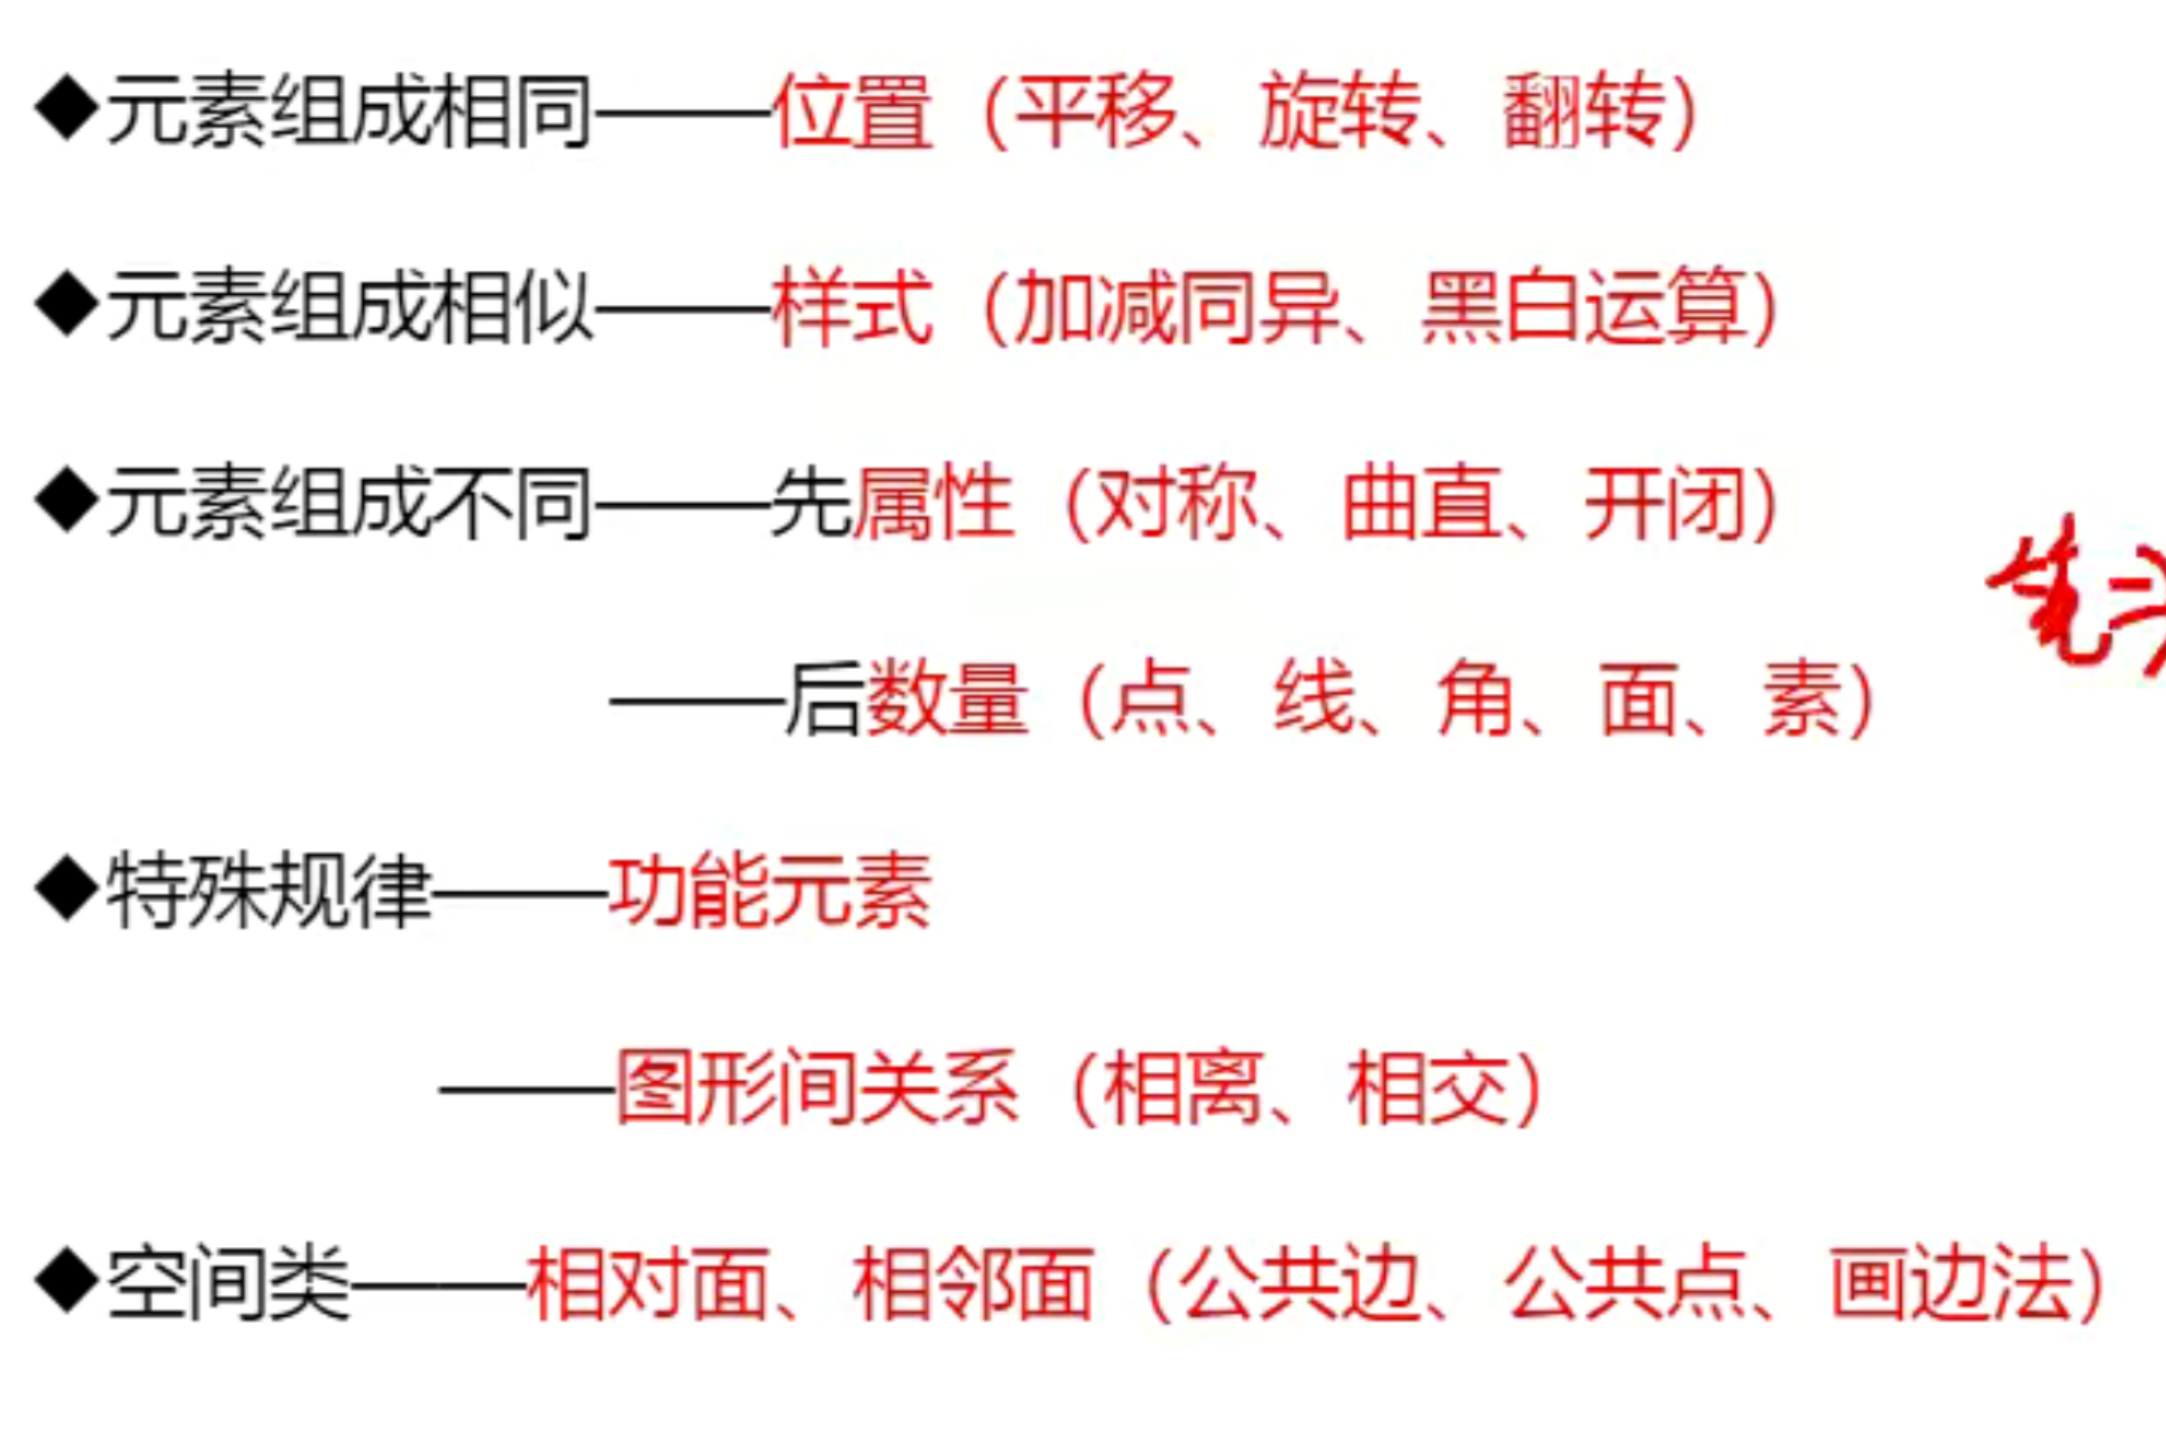 ◆元素组成相同——位置（平移、旋转、翻转）
◆元素组成相似——样式（加减同异、黑白运算）
◆元素组成不同——先属性（对称、曲直、开闭）
先
——后数量（点、线、角、面、素）
◆特殊规律——功能元素
——图形间关系（相离、相交）
◆空间类——相对面、相邻面（公共边、公共点、画边法）